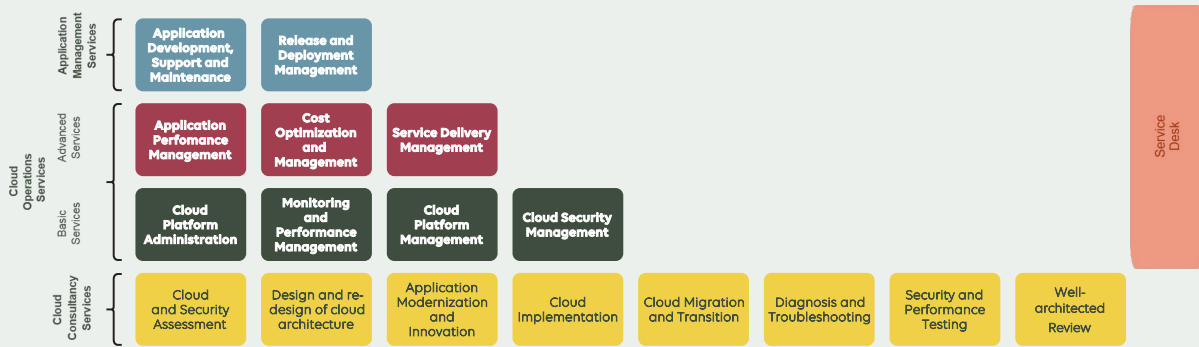 Application
Management
Services
Application
Development,
Support and
Maintenance
Release and
Deployment
Management
Cloud
Operations
Services
Advanced
Services
Application
Perfomance
Management
Cost
Optimization
and
Management
Service Delivery
Management
Basic
Services
Cloud
Platform
Administration
Monitoring
and
Performance
Management
Cloud
Platform
Management
Cloud Security
Management
Cloud
Consultancy
Services
Cloud
and Security
Assessment
Design and re-
design of cloud
architecture
Application
Modernization
and
Innovation
Cloud
Implementation
Cloud Migration
and Transition
Diagnosis and
Troubleshooting
Security and
Performance
Testing
Well-
architected
Review
Service
Desk